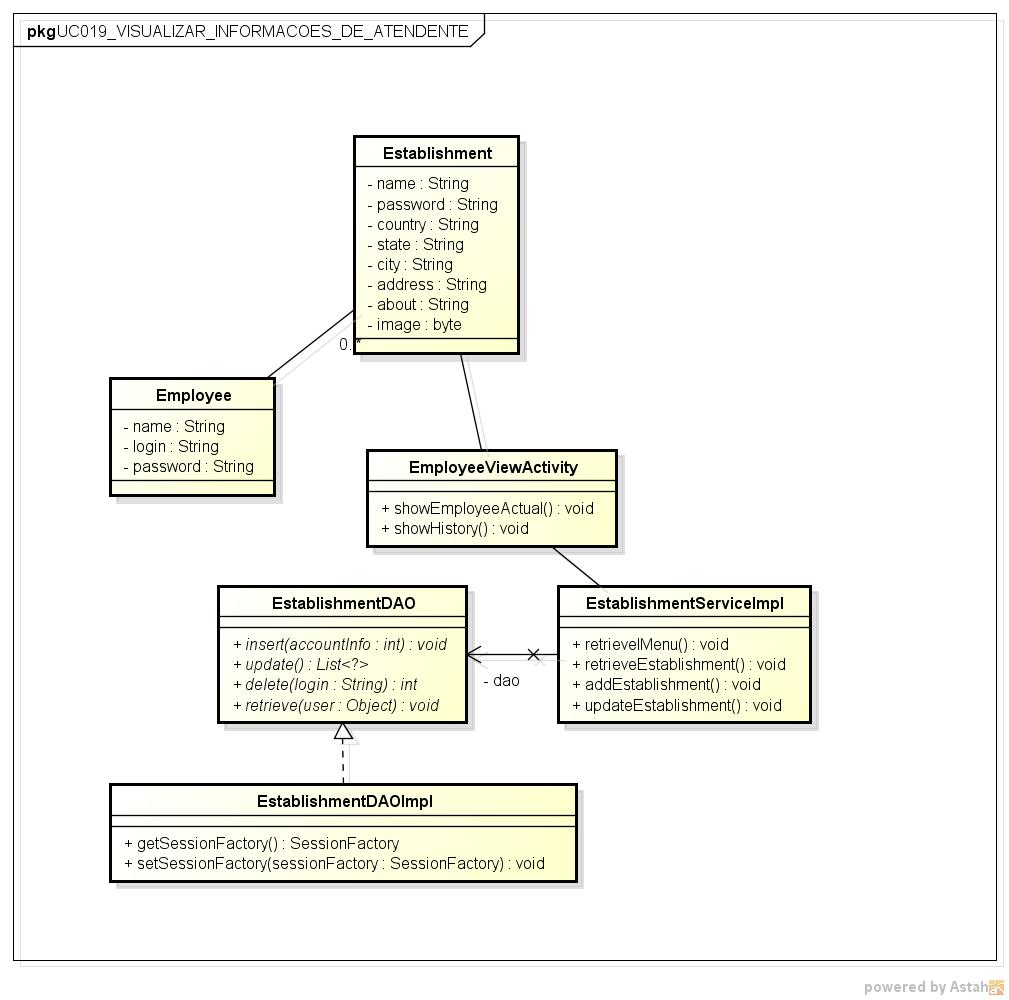 pkg UC019_VISUALIZAR_INFORMACOES_DE_ATENDENTE
Establishment
- name : String
- password : String
- country : String
- state : String
- city : String
- address : String
- about : String
- image : byte
0..*
Employee
- name : String
- login : String
- password : String
EmployeeViewActivity
+ showEmployeeActual() : void
+ showHistory() : void
EstablishmentDAO
+ insert(accountInfo : int) : void
+ update() : List<?>
+ delete(login : String) : int
+ retrieve(user : Object) : void
- dao
EstablishmentServiceImpl
+ retrievelMenu() : void
+ retrieveEstablishment() : void
+ addEstablishment() : void
+ updateEstablishment() : void
EstablishmentDAOImpl
+ getSessionFactory() : SessionFactory
+ setSessionFactory(sessionFactory : SessionFactory) : void
powered by Astah